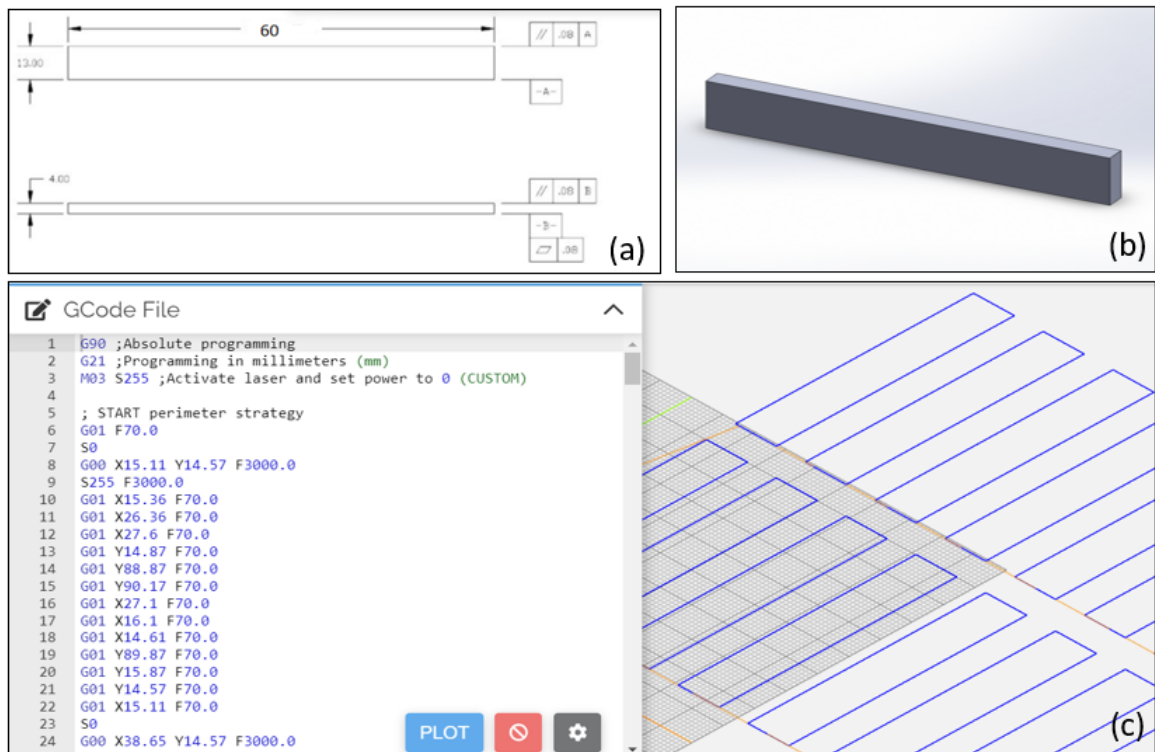 60
// .08 A
13.00
-A-
4.00
// .08 B
-B-
⏥ .08
(a)
(b)
GCode File
1 G90 ;Absolute programming
2 G21 ;Programming in millimeters (mm)
3 M03 S255 ;Activate laser and set power to 0 (CUSTOM)
4
5 ; START perimeter strategy
6 G01 F70.0
7 S0
8 G00 X15.11 Y14.57 F3000.0
9 S255 F3000.0
10 G01 X15.36 F70.0
11 G01 X26.36 F70.0
12 G01 X27.6 F70.0
13 G01 Y14.87 F70.0
14 G01 Y88.87 F70.0
15 G01 Y90.17 F70.0
16 G01 X27.1 F70.0
17 G01 X16.1 F70.0
18 G01 X14.61 F70.0
19 G01 Y89.87 F70.0
20 G01 Y15.87 F70.0
21 G01 Y14.57 F70.0
22 G01 X15.11 F70.0
23 S0
24 G00 X38.65 Y14.57 F3000.0
PLOT
(c)